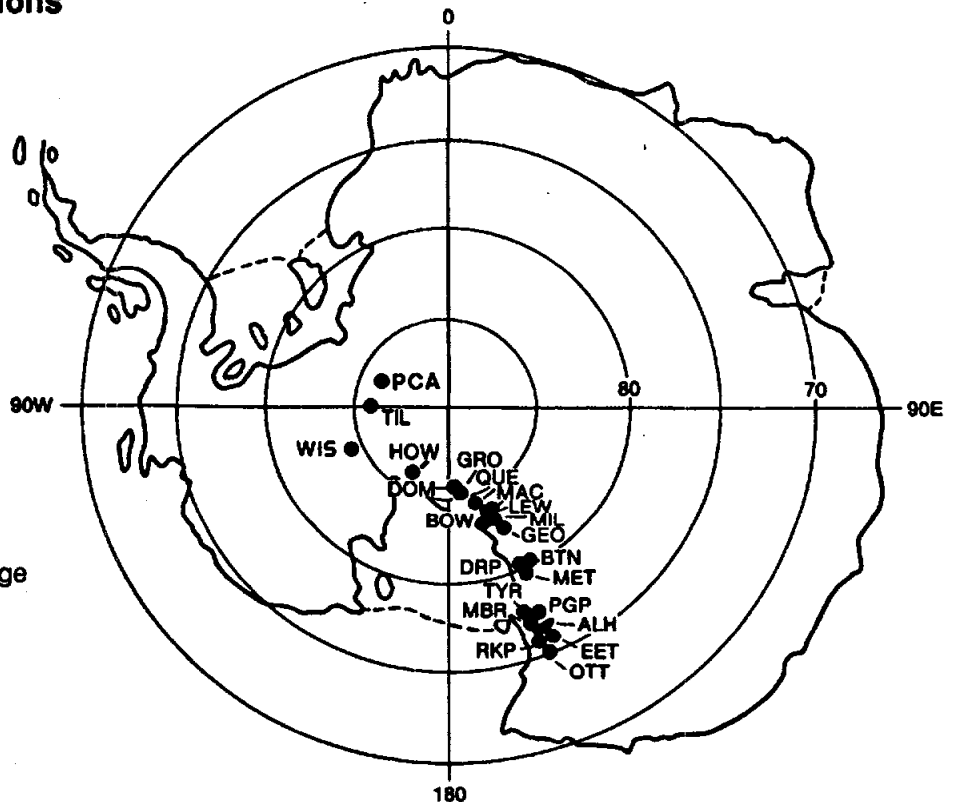 ions
0
PCA
80
70
90W
90E
TIL
WIS
HOW
GRO
QUE
DOM
MAC
LEW
BOW
MIL
GEO
DRP
BTN
MET
ge
TYR
MBR
PGP
ALH
RKP
EET
OTT
180